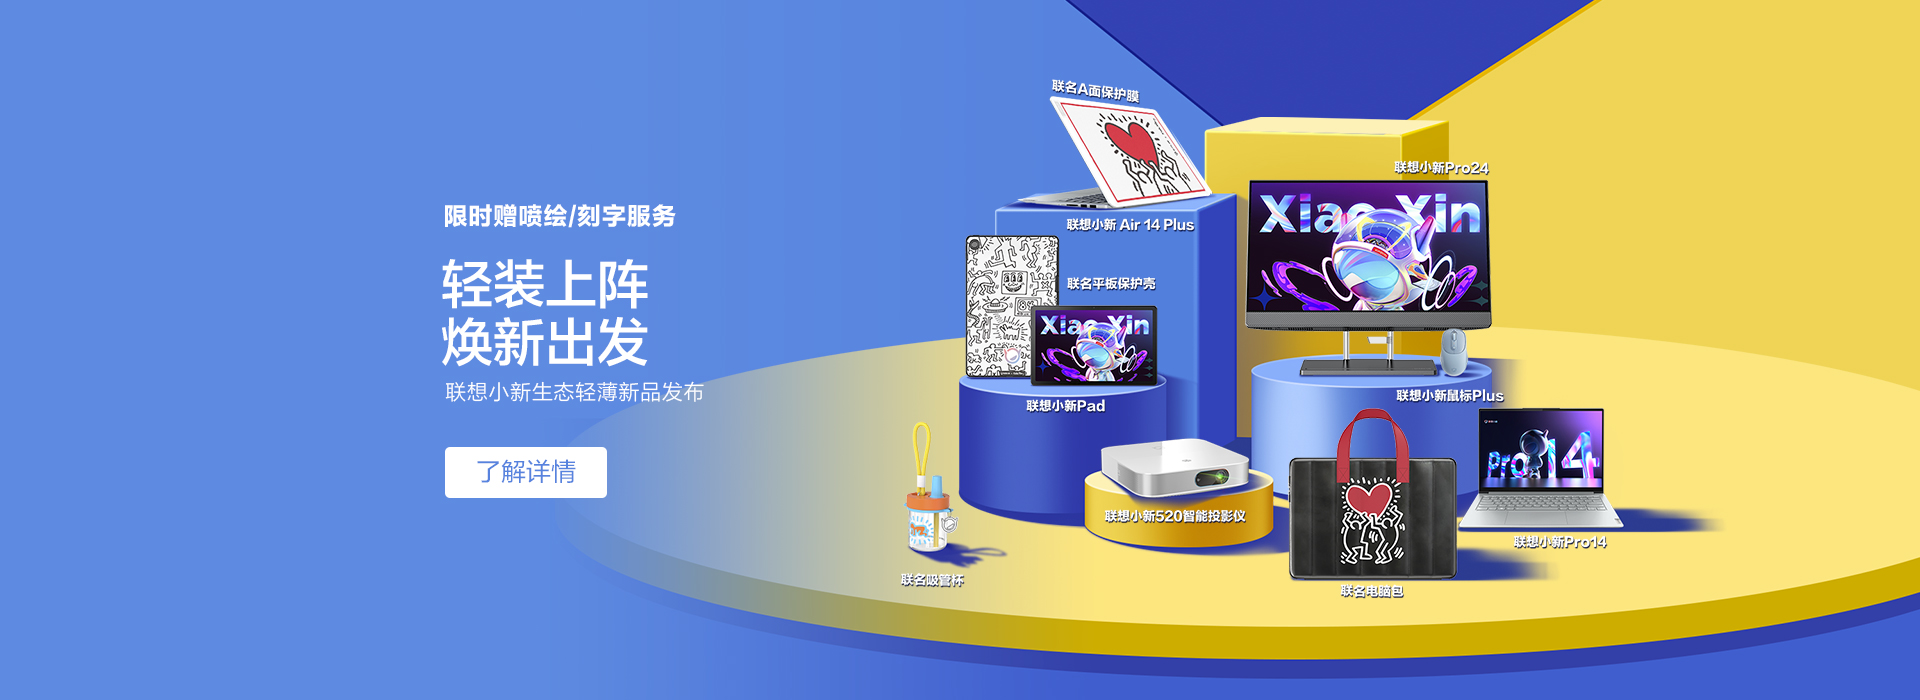 限时赠喷绘/刻字服务
轻装上阵
焕新出发
联想小新生态轻薄新品发布
了解详情
联名A面保护膜
联想小新 Air 14 Plus
联想小新Pro24
Xiao Xin
联名平板保护壳
Xiao Xin
联想小新Pad
联想小新鼠标Plus
Pro14
联想小新520智能投影仪
联想小新Pro14
联名吸管杯
联名电脑包